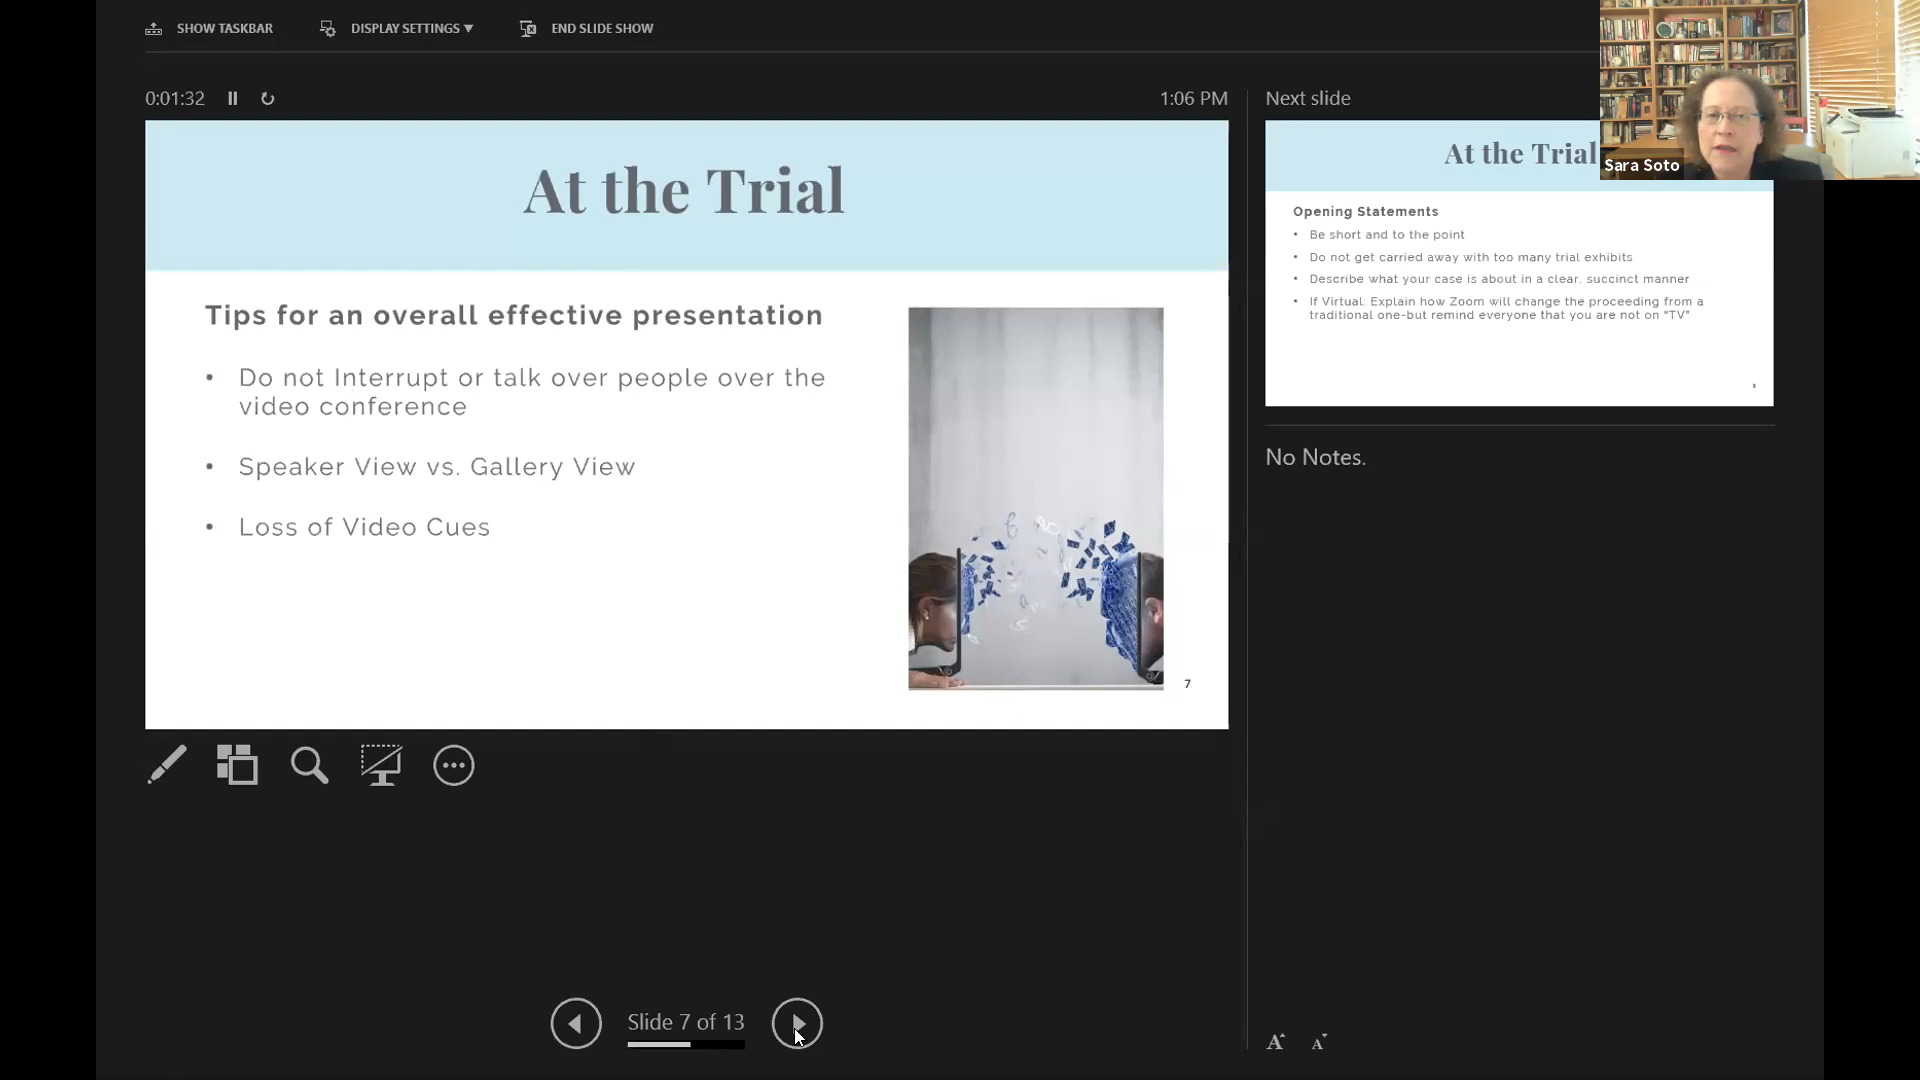 SHOW TASKBAR
DISPLAY SETTINGS ▼
END SLIDE SHOW
0:01:32
1:06 PM
At the Trial
Tips for an overall effective presentation
• Do not Interrupt or talk over people over the
video conference
• Speaker View vs. Gallery View
• Loss of Video Cues
7
Slide 7 of 13
Next slide
At the Trial
Opening Statements
• Be short and to the point
• Do not get carried away with too many trial exhibits
• Describe what your case is about in a clear, succinct manner
• If Virtual: Explain how Zoom will change the proceeding from a
traditional one-but remind everyone that you are not on "TV"
No Notes.
A A
Sara Soto